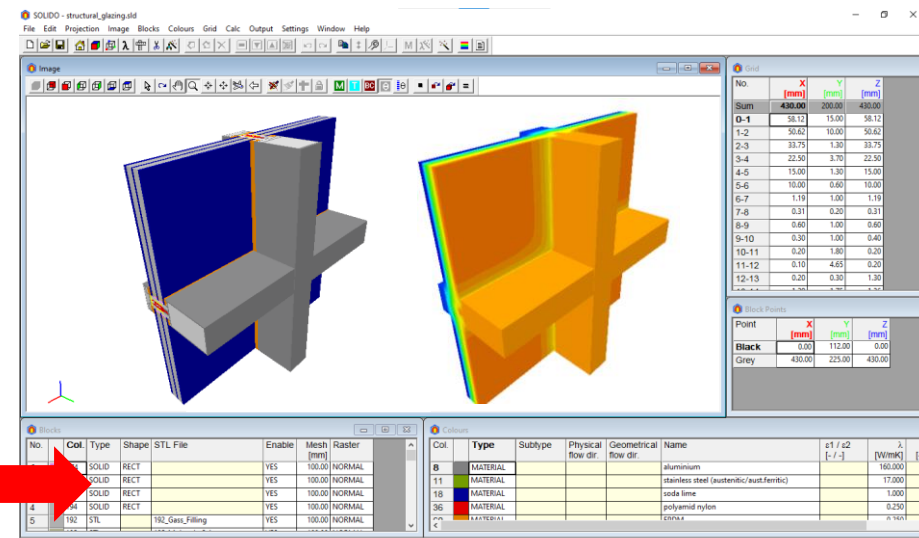 SOLIDO - structural_glazing.sld
File Edit Projection Image Blocks Colours Grid Calc Output Settings Window Help
Image
M T BC
Grid
No. X Y Z
[mm] [mm] [mm]
Sum 430.00 200.00 430.00
0-1 58.12 15.00 58.12
1-2 50.62 10.00 50.62
2-3 33.75 1.30 33.75
3-4 22.50 3.70 22.50
4-5 15.00 1.30 15.00
5-6 10.00 0.60 10.00
6-7 1.19 1.00 1.19
7-8 0.31 0.20 0.31
8-9 0.60 1.00 0.60
9-10 0.30 1.00 0.40
10-11 0.20 1.80 0.20
11-12 0.10 4.65 0.20
12-13 0.20 0.30 1.30
Block Points
Point X Y Z
[mm] [mm] [mm]
Black 0.00 112.00 0.00
Grey 430.00 225.00 430.00
Blocks
No. Col. Type Shape STL File Enable Mesh Raster
[mm]
SOLID RECT YES 100.00 NORMAL
SOLID RECT YES 100.00 NORMAL
SOLID RECT YES 100.00 NORMAL
4 94 SOLID RECT YES 100.00 NORMAL
5 192 STL 192_Gass_Filling YES 100.00 NORMAL
Colours
Col. Type Subtype Physical Geometrical Name ε1 / ε2 λ
flow dir. flow dir. [- / -] [W/mK]
8 MATERIAL aluminium 160.000
11 MATERIAL stainless steel (austenitic/aust.ferritic) 17.000
18 MATERIAL soda lime 1.000
36 MATERIAL polyamid nylon 0.250
MATERIAL EPDM 0.250